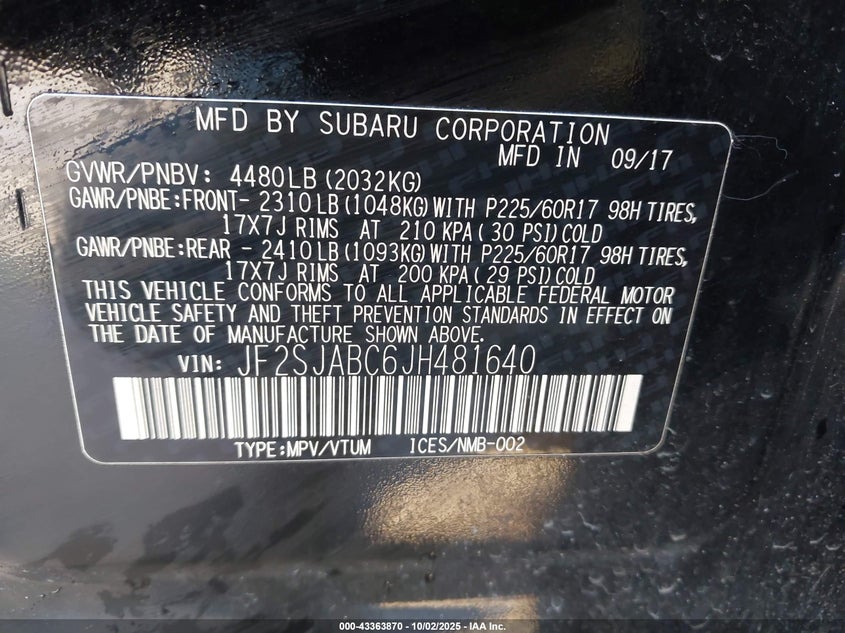 MFD BY SUBARU CORPORATION
MFD IN 09/17
GVWR/PNBV: 4480LB (2032KG)
GAWR/PNBE:FRONT- 2310 LB (1048KG) WITH P225/60R17 98H TIRES,
17X7J RIMS AT 210 KPA ( 30 PSI) COLD
GAWR/PNBE:REAR - 2410 LB (1093KG) WITH P225/60R17 98H TIRES,
17X7J RIMS AT 200 KPA ( 29 PSI) COLD
THIS VEHICLE CONFORMS TO ALL APPLICABLE FEDERAL MOTOR
VEHICLE SAFETY AND THEFT PREVENTION STANDARDS IN EFFECT ON
THE DATE OF MANUFACTURE SHOWN ABOVE.
VIN: JF2SJABC6JH481640
TYPE:MPV/VTUM ICES/NMB-002
000-43363870 - 10/02/2025 - IAA Inc.